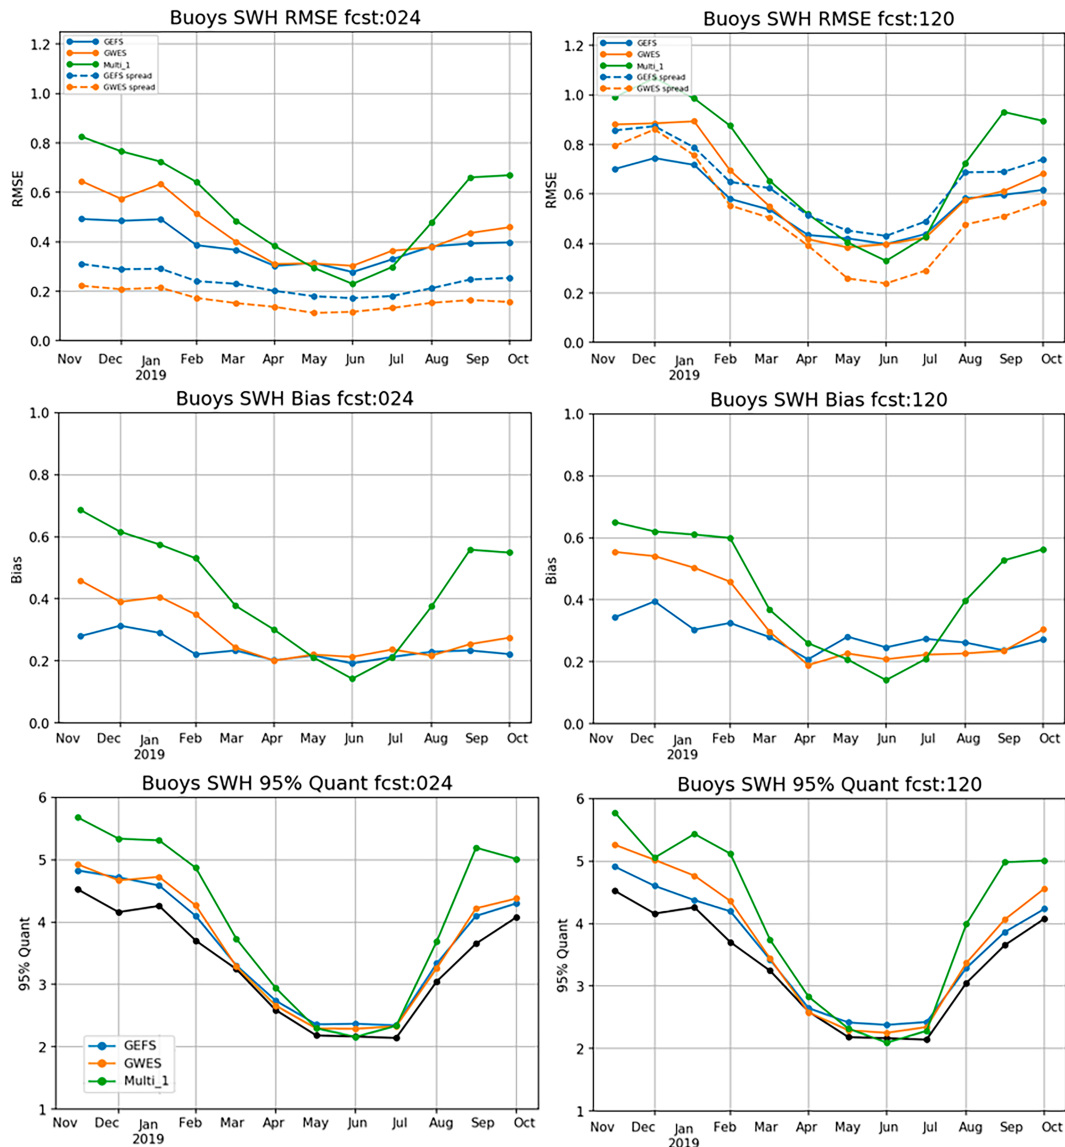 Buoys SWH RMSE fcst:024
1.2
1.0
0.8
0.6
0.4
0.2
0.0
RMSE
GEFS
GWES
Multi_1
GEFS spread
GWES spread
Nov Dec Jan Feb Mar Apr May Jun Jul Aug Sep Oct
2019
Buoys SWH RMSE fcst:120
1.2
1.0
0.8
0.6
0.4
0.2
0.0
RMSE
GEFS
GWES
Multi_1
GEFS spread
GWES spread
Nov Dec Jan Feb Mar Apr May Jun Jul Aug Sep Oct
2019
Buoys SWH Bias fcst:024
1.0
0.8
0.6
0.4
0.2
0.0
Bias
Nov Dec Jan Feb Mar Apr May Jun Jul Aug Sep Oct
2019
Buoys SWH Bias fcst:120
1.0
0.8
0.6
0.4
0.2
0.0
Bias
Nov Dec Jan Feb Mar Apr May Jun Jul Aug Sep Oct
2019
Buoys SWH 95% Quant fcst:024
6
5
4
3
2
1
95% Quant
GEFS
GWES
Multi_1
Nov Dec Jan Feb Mar Apr May Jun Jul Aug Sep Oct
2019
Buoys SWH 95% Quant fcst:120
6
5
4
3
2
1
95% Quant
Nov Dec Jan Feb Mar Apr May Jun Jul Aug Sep Oct
2019